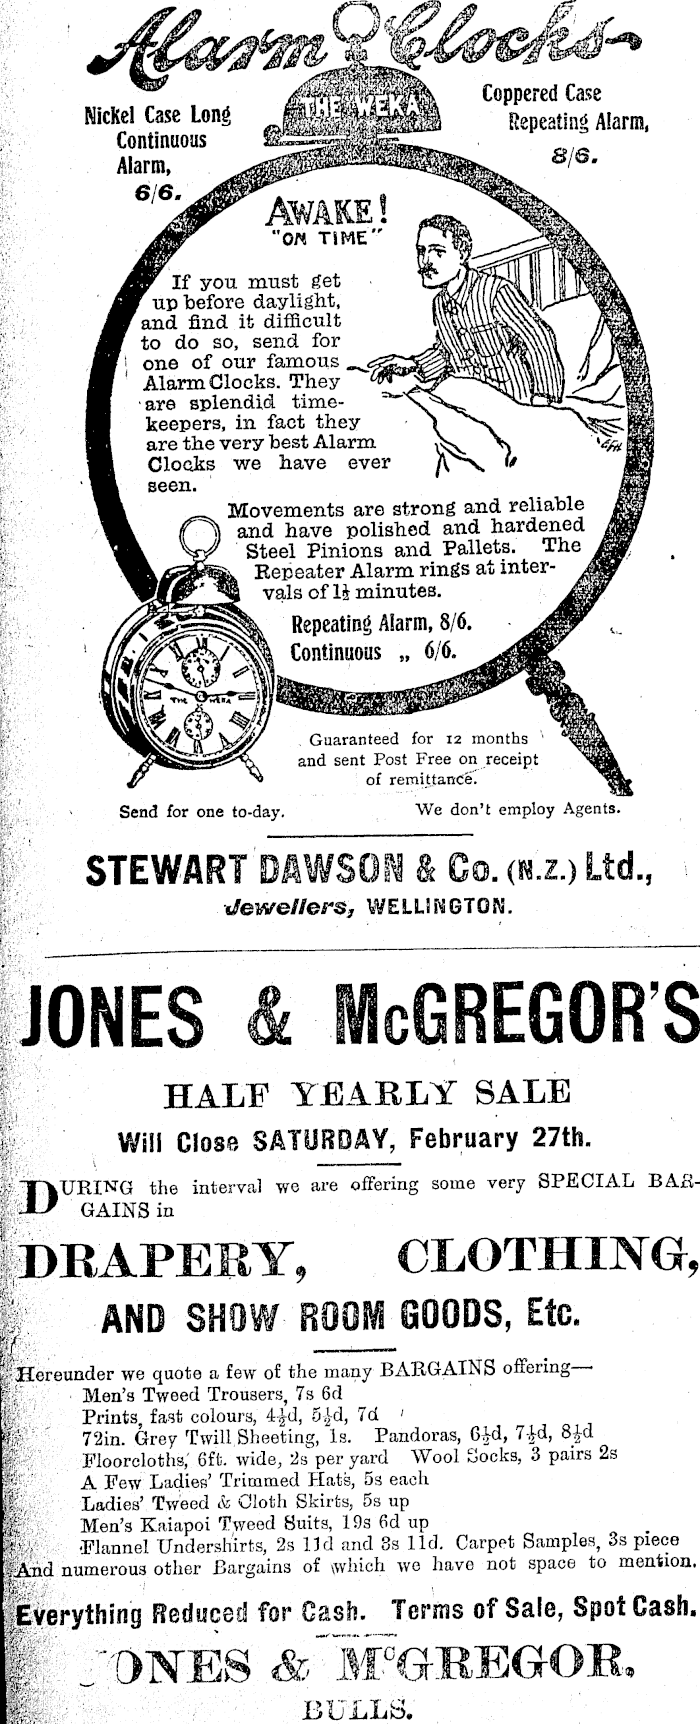 Alarm Clocks
THE WEKA
Nickel Case Long
Continuous
Alarm,
6/6.
Coppered Case
Repeating Alarm,
8/6.
AWAKE!
"ON TIME"
If you must get
up before daylight,
and find it difficult
to do so, send for
one of our famous
Alarm Clocks. They
are splendid time-
keepers, in fact they
are the very best Alarm
Clocks we have ever
seen.
Movements are strong and reliable
and have polished and hardened
Steel Pinions and Pallets. The
Repeater Alarm rings at inter-
vals of 1½ minutes.
Repeating Alarm, 8/6.
Continuous „ 6/6.
THE WEKA
Guaranteed for 12 months
and sent Post Free on receipt
of remittance.
Send for one to-day. We don't employ Agents.
STEWART DAWSON & Co. (N.Z.) Ltd.,
Jewellers, WELLINGTON.
JONES & McGREGOR'S
HALF YEARLY SALE
Will Close SATURDAY, February 27th.
DURING the interval we are offering some very SPECIAL BAR-
GAINS in
DRAPERY, CLOTHING,
AND SHOW ROOM GOODS, Etc.
Hereunder we quote a few of the many BARGAINS offering—
Men's Tweed Trousers, 7s 6d
Prints, fast colours, 4½d, 5½d, 7d
72in. Grey Twill Sheeting, 1s. Pandoras, 6½d, 7½d, 8½d
Floorcloths, 6ft. wide, 2s per yard Wool Socks, 3 pairs 2s
A Few Ladies' Trimmed Hats, 5s each
Ladies' Tweed & Cloth Skirts, 5s up
Men's Kaiapoi Tweed Suits, 19s 6d up
Flannel Undershirts, 2s 11d and 3s 11d. Carpet Samples, 3s piece
And numerous other Bargains of which we have not space to mention.
Everything Reduced for Cash. Terms of Sale, Spot Cash.
JONES & McGREGOR,
BULLS.